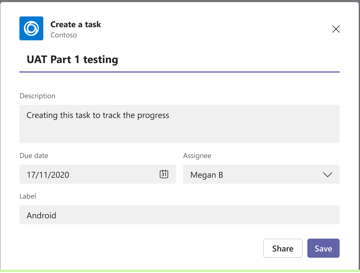 Create a task
Contoso
UAT Part 1 testing
Description
Creating this task to track the progress
Due date
Assignee
17/11/2020
Megan B
Label
Android
Share
Save